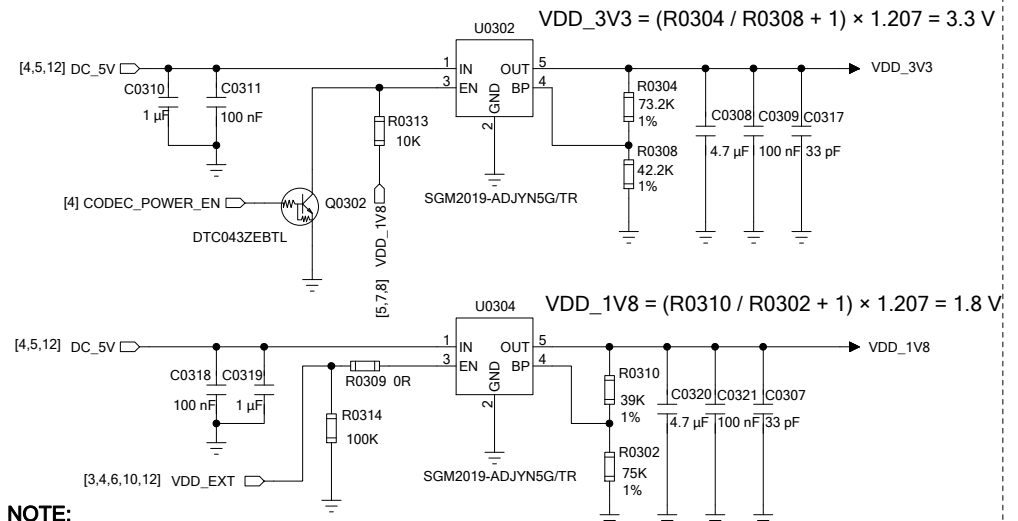 VDD_3V3 = (R0304 / R0308 + 1) × 1.207 = 3.3 V
U0302
[4,5,12] DC_5V
1 IN
OUT 5
VDD_3V3
3 EN
BP 4
GND
2
C0310
1 µF
C0311
100 nF
R0313
10K
R0304
73.2K
1%
R0308
42.2K
1%
C0308
4.7 µF
C0309
100 nF
C0317
33 pF
SGM2019-ADJYN5G/TR
[4] CODEC_POWER_EN
Q0302
DTC043ZEBTL
[5,7,8] VDD_1V8
VDD_1V8 = (R0310 / R0302 + 1) × 1.207 = 1.8 V
U0304
[4,5,12] DC_5V
1 IN
OUT 5
VDD_1V8
3 EN
BP 4
GND
2
C0318
100 nF
C0319
1 µF
R0309 0R
R0314
100K
R0310
39K
1%
R0302
75K
1%
C0320
4.7 µF
C0321
100 nF
C0307
33 pF
SGM2019-ADJYN5G/TR
[3,4,6,10,12] VDD_EXT
NOTE: